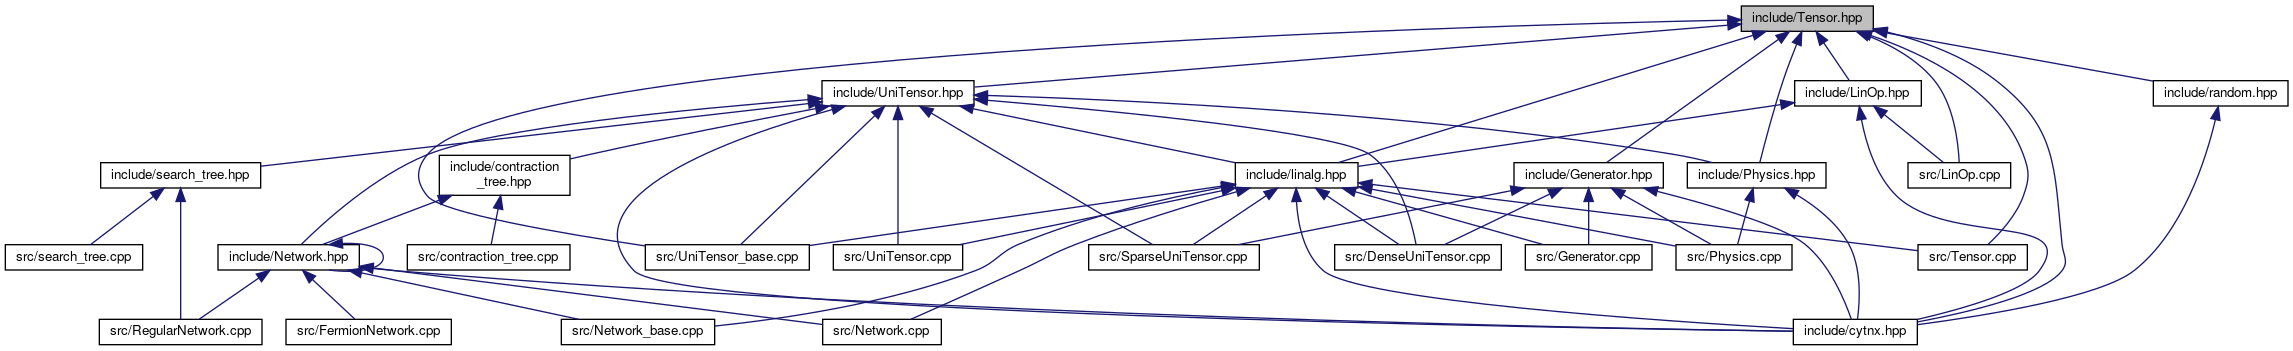 include/Tensor.hpp
include/UniTensor.hpp
include/LinOp.hpp
include/random.hpp
include/search_tree.hpp
include/contraction
_tree.hpp
include/linalg.hpp
include/Generator.hpp
include/Physics.hpp
src/LinOp.cpp
src/search_tree.cpp
include/Network.hpp
src/contraction_tree.cpp
src/UniTensor_base.cpp
src/UniTensor.cpp
src/SparseUniTensor.cpp
src/DenseUniTensor.cpp
src/Generator.cpp
src/Physics.cpp
src/Tensor.cpp
src/RegularNetwork.cpp
src/FermionNetwork.cpp
src/Network_base.cpp
src/Network.cpp
include/cytnx.hpp